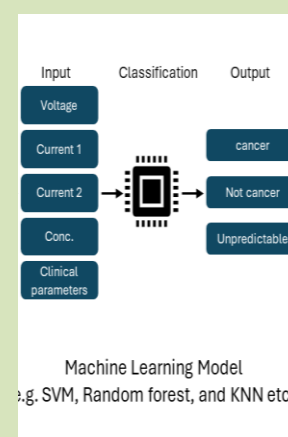 Input Classification Output
Voltage
Current 1
cancer
Current 2
Not cancer
Conc.
Unpredictable
Clinical
parameters
Machine Learning Model
e.g. SVM, Random forest, and KNN etc